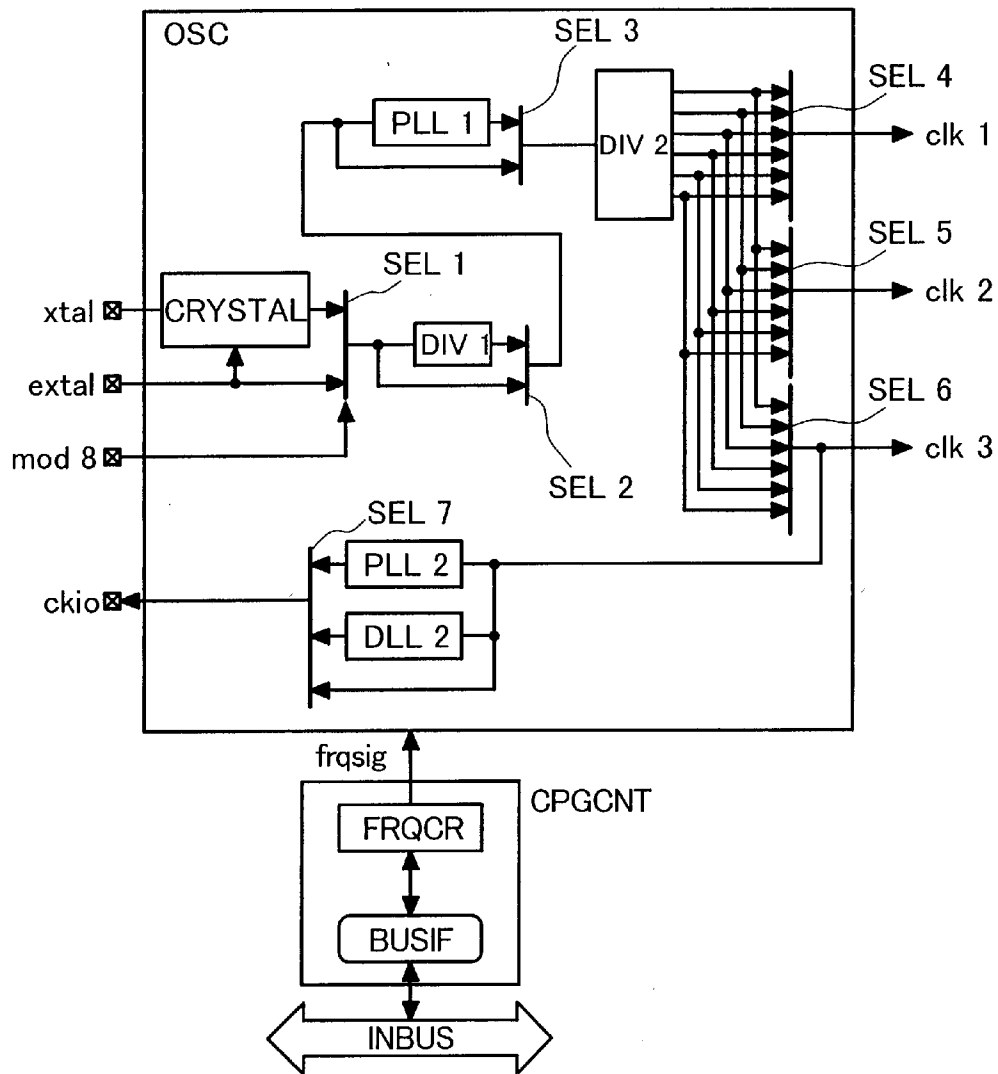 OSC
SEL 3
SEL 4
PLL 1
DIV 2
clk 1
SEL 5
SEL 1
clk 2
xtal
CRYSTAL
DIV 1
extal
SEL 6
mod 8
clk 3
SEL 2
SEL 7
PLL 2
ckio
DLL 2
frqsig
CPGCNT
FRQCR
BUSIF
INBUS